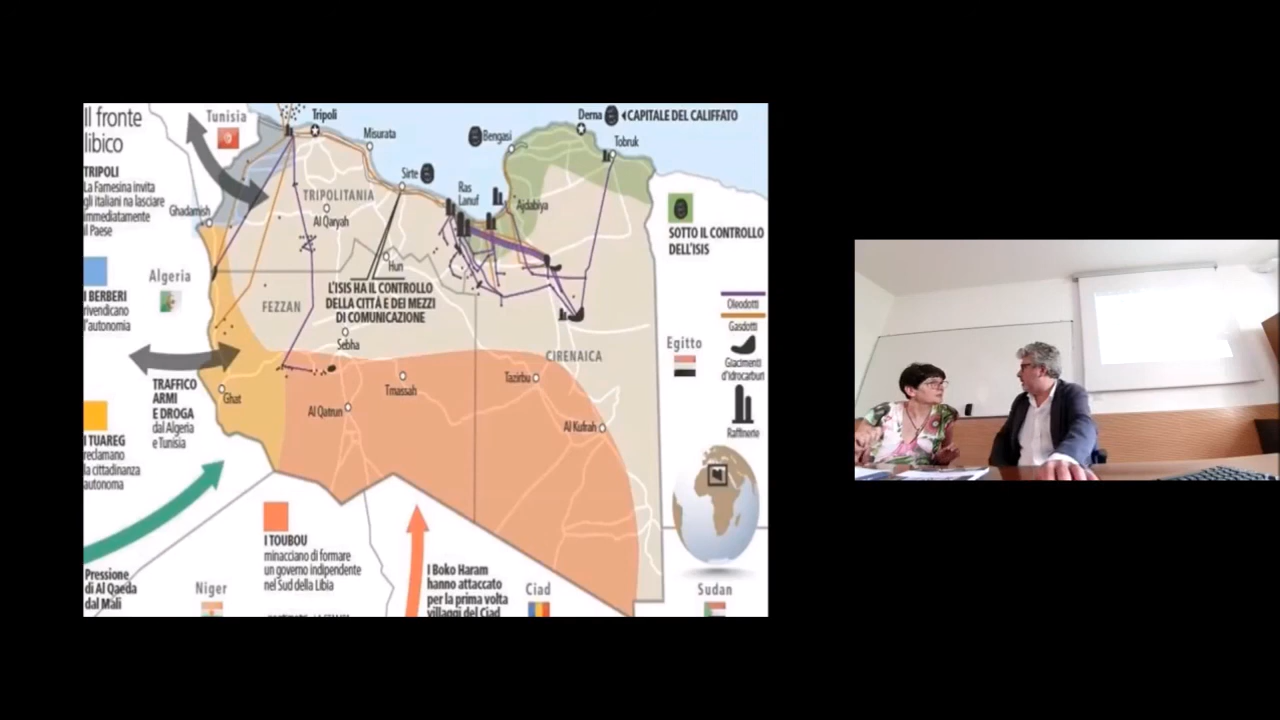 Il fronte
libico
TRIPOLI
La Farnesina invita
gli italiani na lasciare
immediatamente
il Paese
I BERBERI
rivendicano
l'autonomia
I TUAREG
reclamano
la cittadinanza
autonoma
Pressione
di Al Qaeda
dal Mali
Tunisia
Algeria
TRAFFICO
ARMI
E DROGA
dal Algeria
e Tunisia
Tripoli
Misurata
Sirte
Ras
Lanuf
Bengasi
Ajdabiya
Derna
CAPITALE DEL CALIFFATO
Tobruk
TRIPOLITANIA
Al Qaryah
Ghadamish
Hun
L'ISIS HA IL CONTROLLO
DELLA CITTÀ E DEI MEZZI
DI COMUNICAZIONE
FEZZAN
Sebha
CIRENAICA
Ghat
Al Qatrun
Tmassah
Tazirbu
Al Kufrah
SOTTO IL CONTROLLO
DELL'ISIS
Oleodotti
Gasdotti
Giacimenti
d'idrocarburi
Raffinerie
Egitto
I TOUBOU
minacciano di formare
un governo indipendente
nel Sud della Libia
Niger
I Boko Haram
hanno attaccato
per la prima volta
villaggi del Ciad
Ciad
Sudan